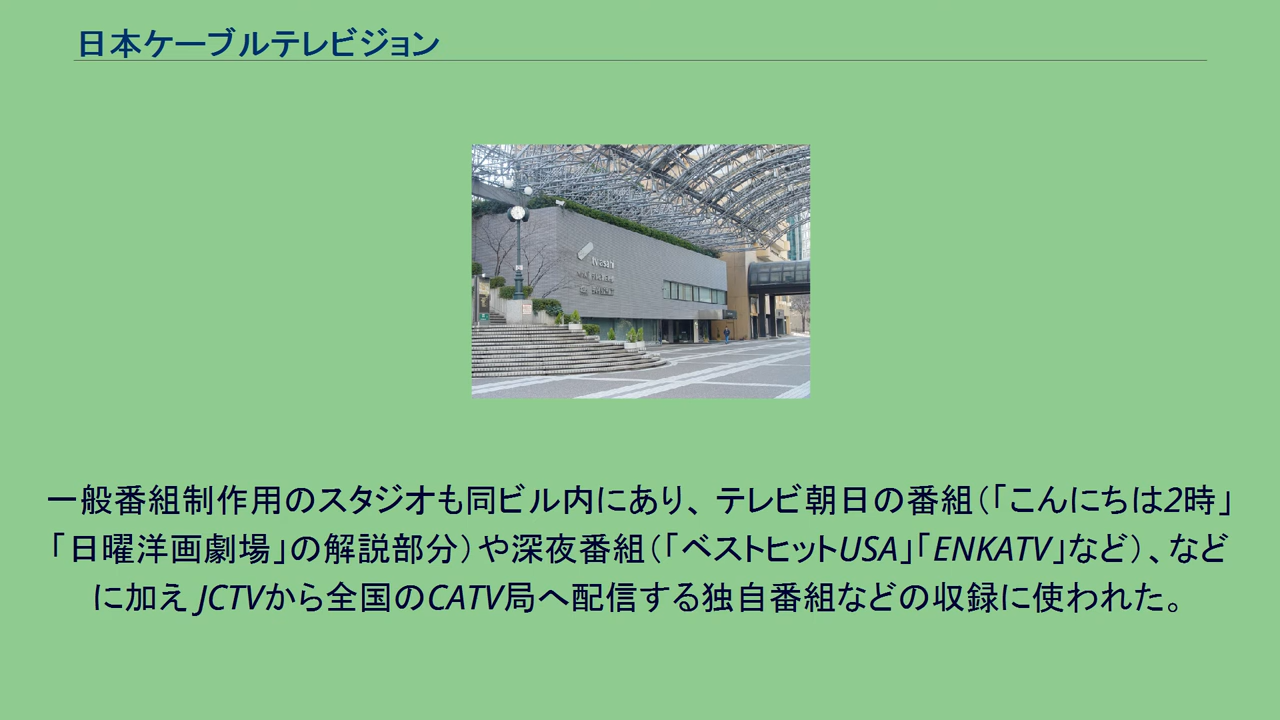 日本ケーブルテレビジョン
一般番組制作用のスタジオも同ビル内にあり、テレビ朝日の番組（「こんにちは2時」
「日曜洋画劇場」の解説部分）や深夜番組（「ベストヒットUSA」「ENKATV」など）、など
に加え JCTVから全国のCATV局へ配信する独自番組などの収録に使われた。